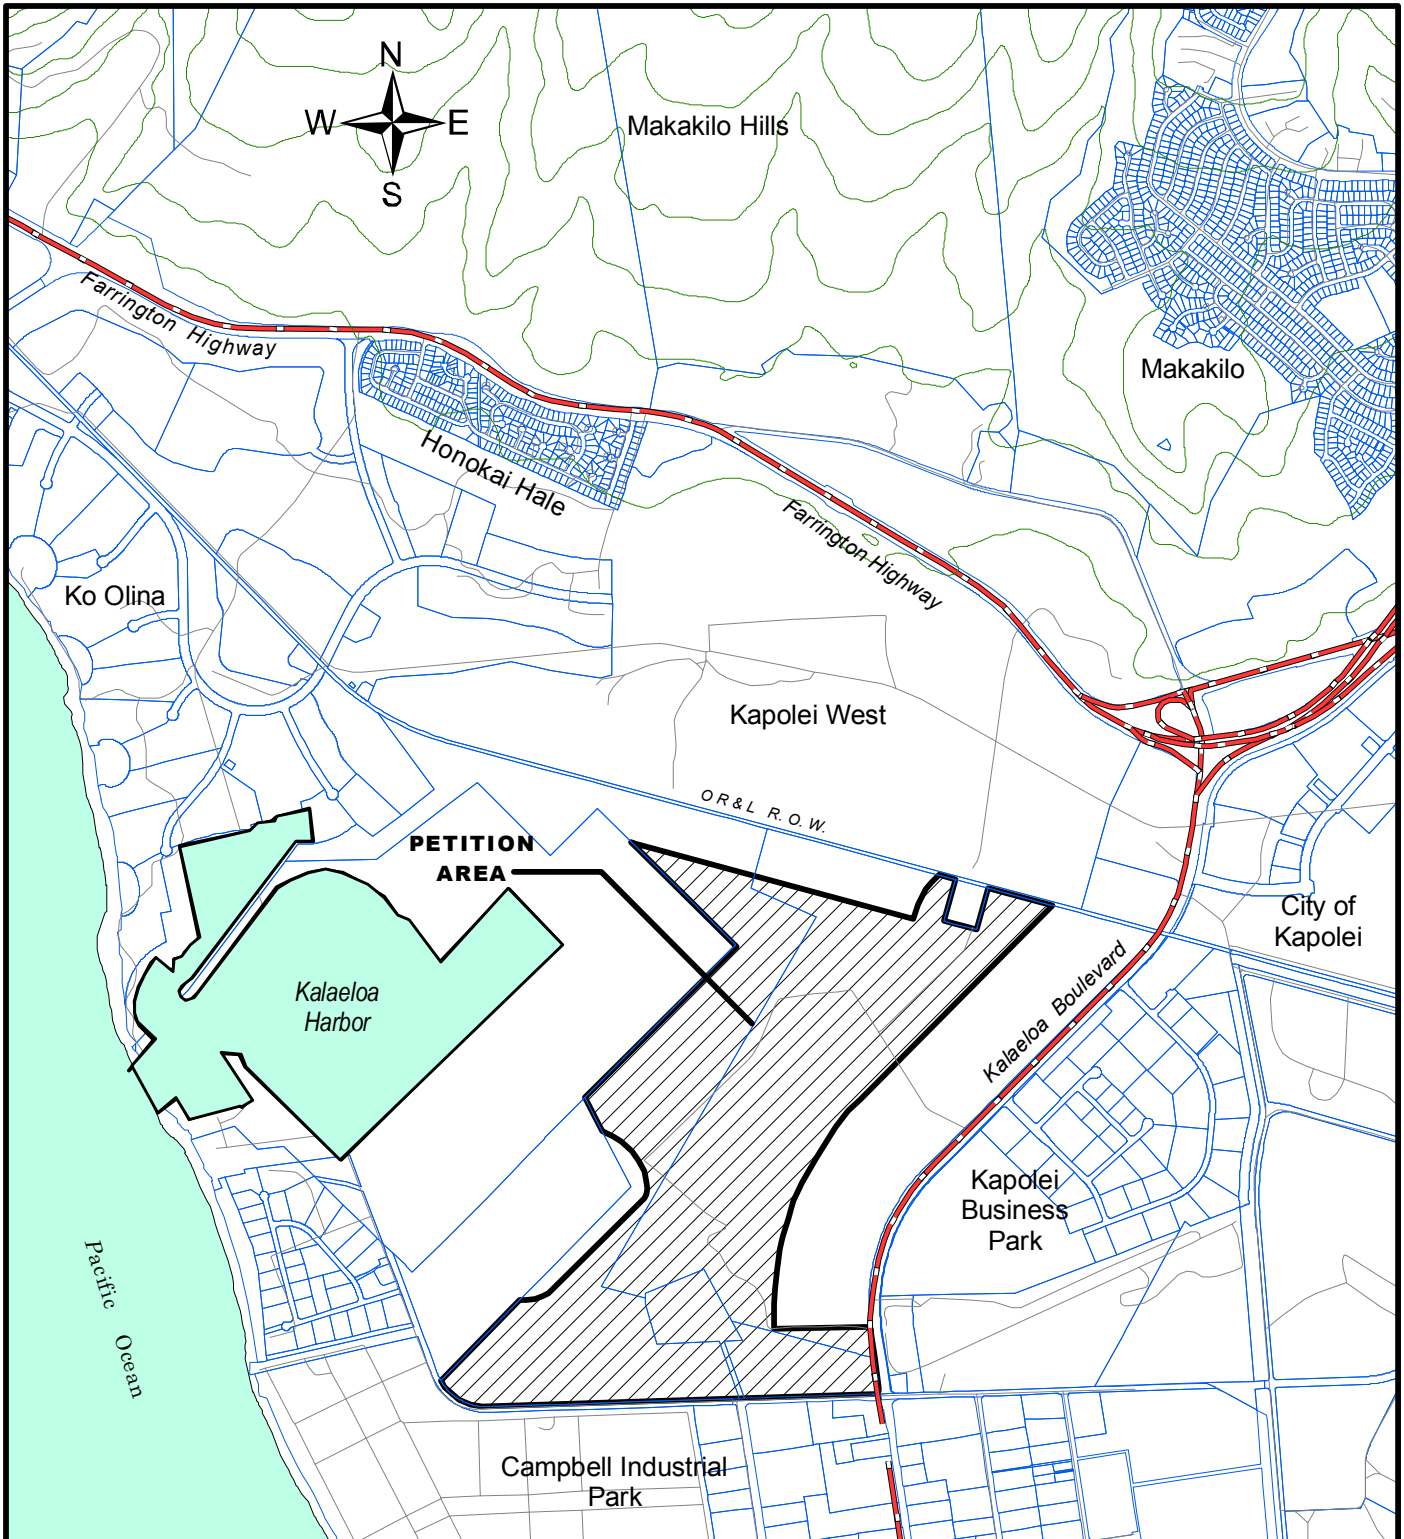 N
W E
S
Makakilo Hills
Farrington Highway
Makakilo
Honokai Hale
Farrington Highway
Ko Olina
Kapolei West
OR&L R.O.W.
PETITION
AREA
City of
Kapolei
Kalaeloa
Harbor
Kalaeloa Boulevard
Kapolei
Business
Park
Pacific Ocean
Campbell Industrial
Park